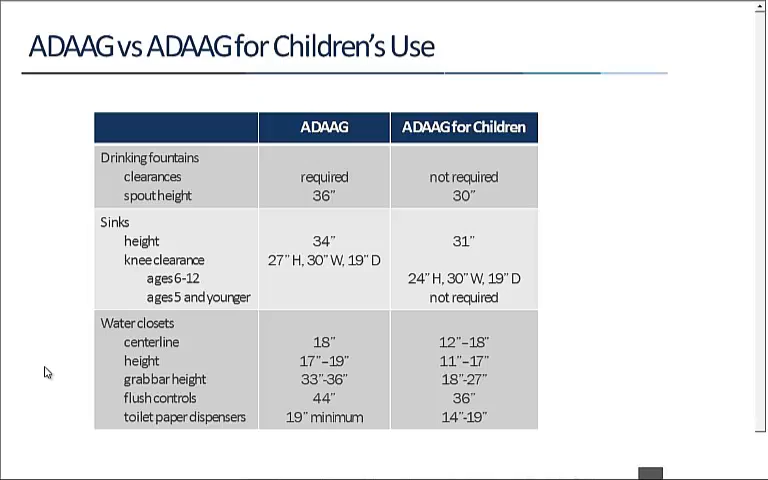 ADAAG vs ADAAG for Children’s Use
ADAAG ADAAG for Children
Drinking fountains
clearances required not required
spout height 36” 30”
Sinks
height 34” 31”
knee clearance 27” H, 30” W, 19” D
ages 6-12 24” H, 30” W, 19” D
ages 5 and younger not required
Water closets
centerline 18” 12”–18”
height 17”–19” 11”–17”
grab bar height 33”-36” 18”-27”
flush controls 44” 36”
toilet paper dispensers 19” minimum 14”-19”